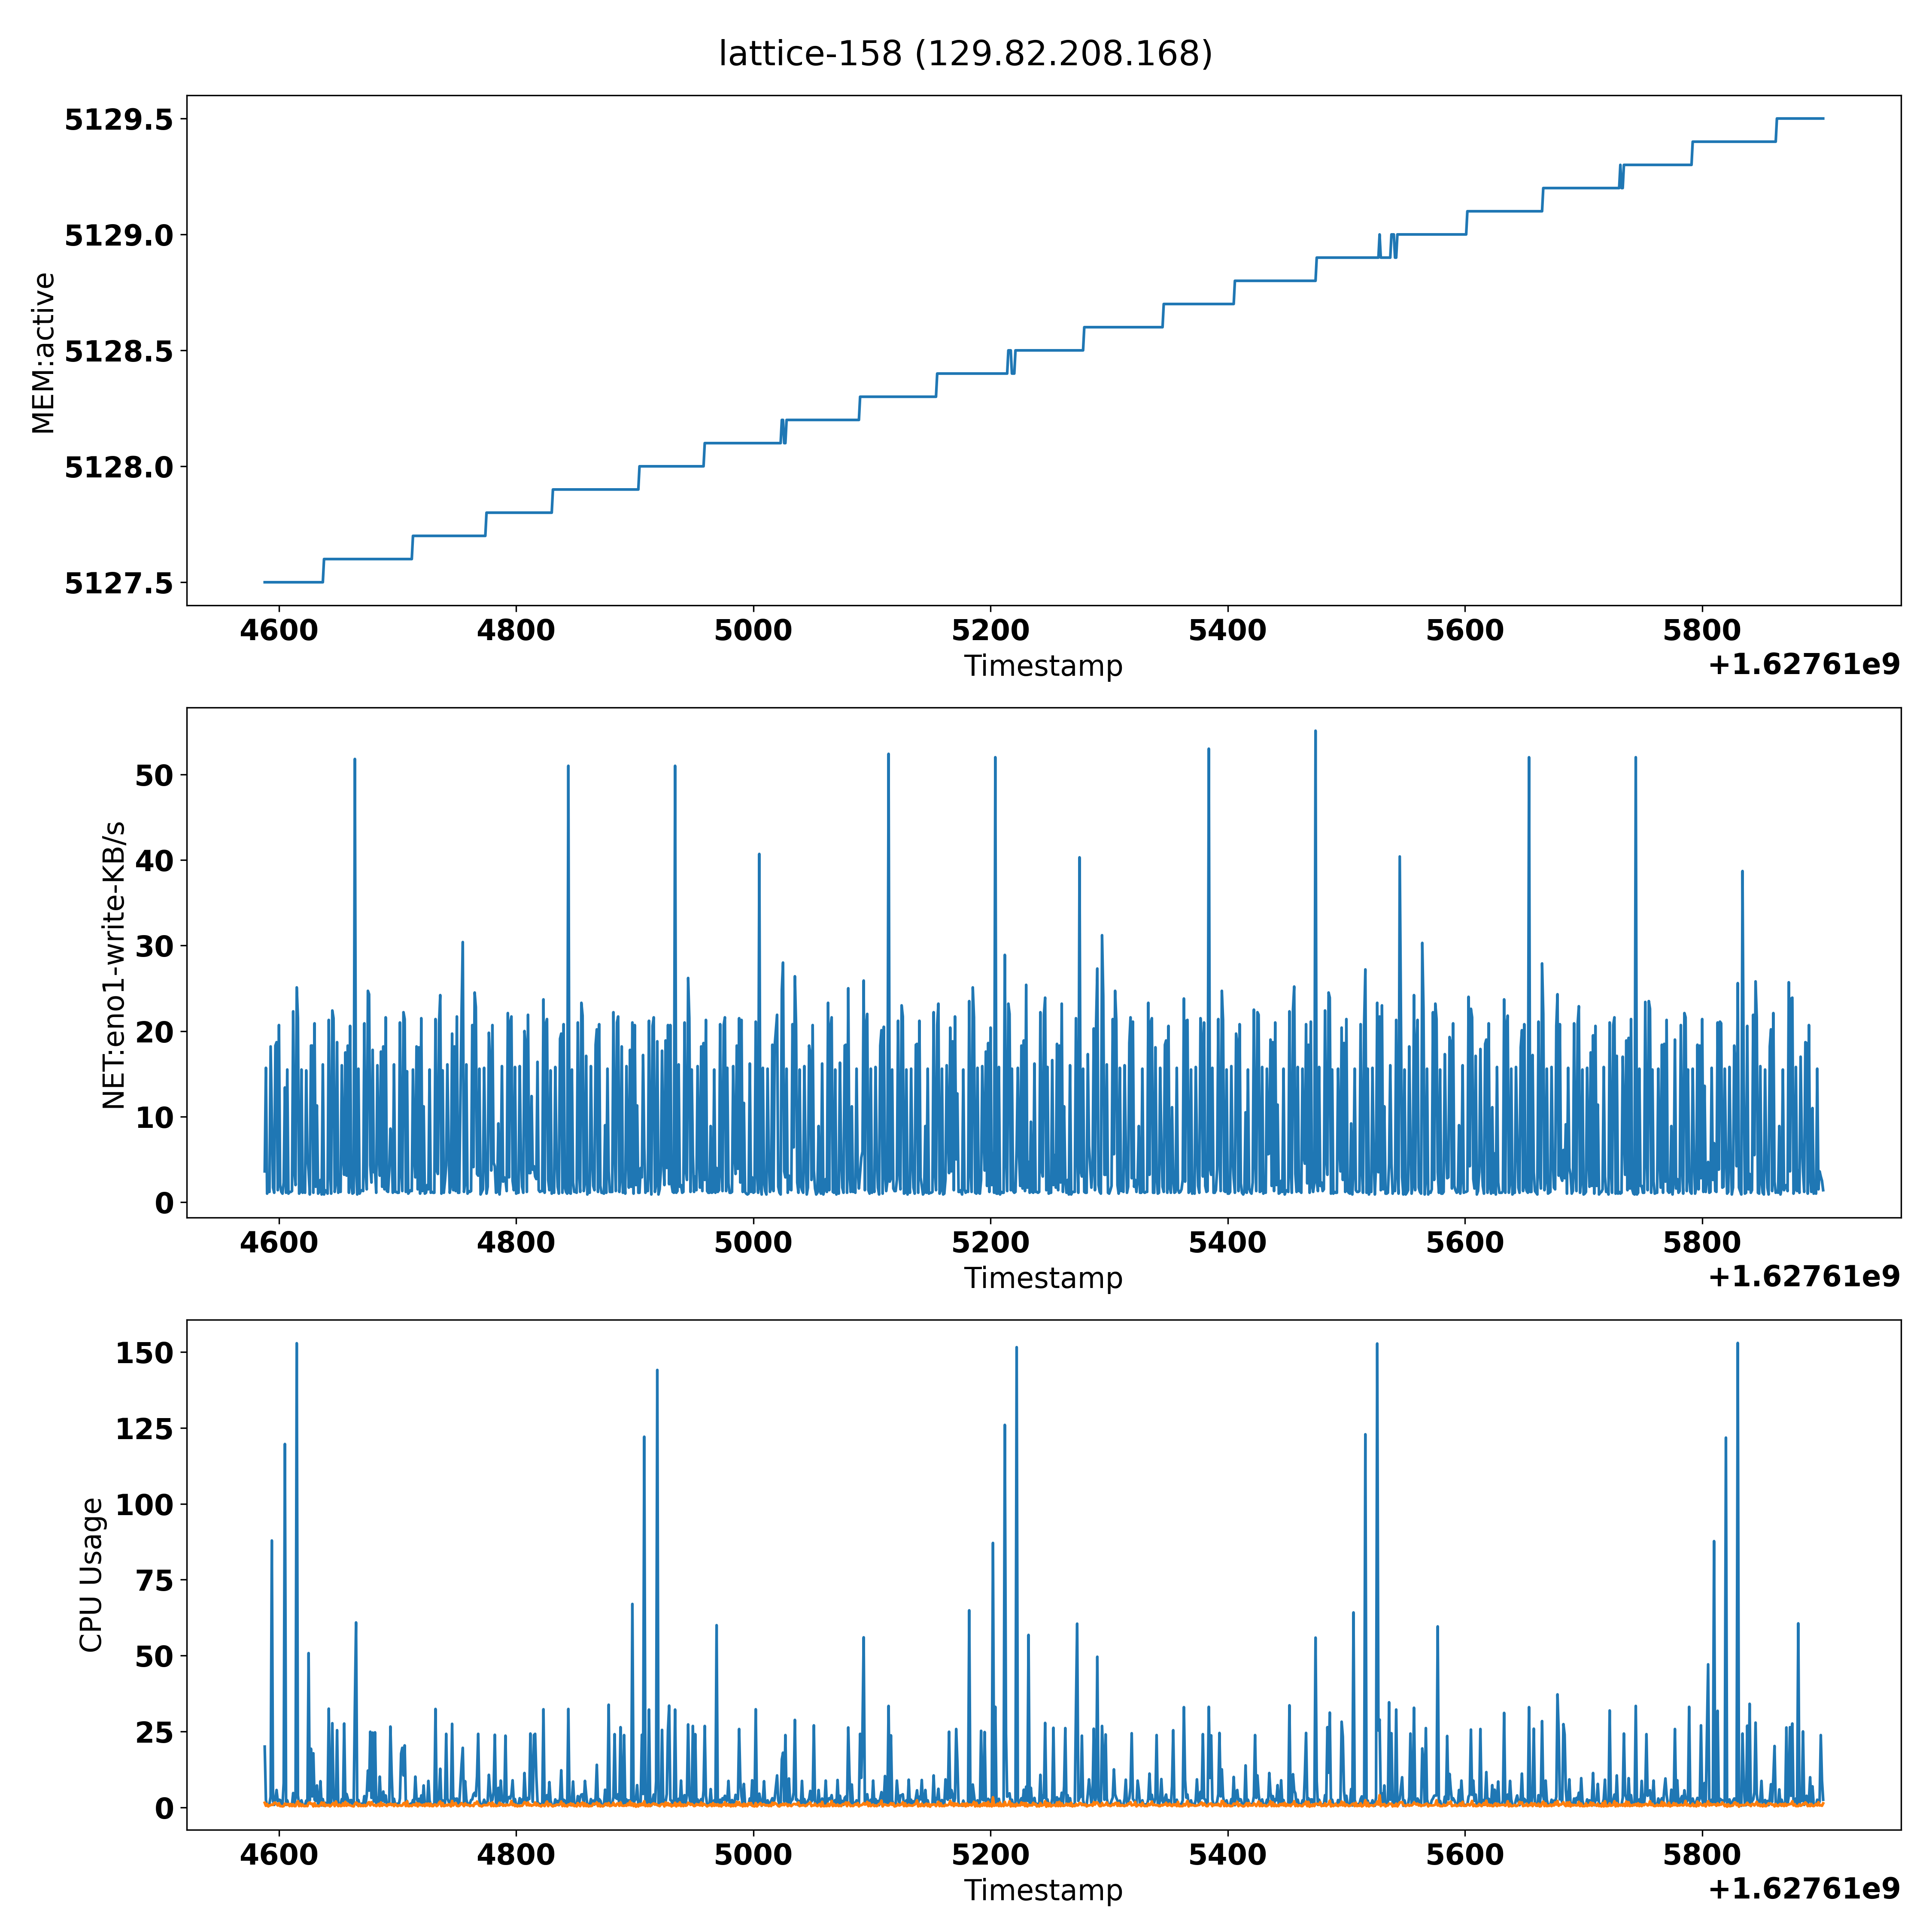 lattice-158 (129.82.208.168)
MEM:active
5129.5
5129.0
5128.5
5128.0
5127.5
4600 4800 5000 5200 5400 5600 5800
Timestamp
+1.62761e9
NET:eno1-write-KB/s
50
40
30
20
10
0
4600 4800 5000 5200 5400 5600 5800
Timestamp
+1.62761e9
CPU Usage
150
125
100
75
50
25
0
4600 4800 5000 5200 5400 5600 5800
Timestamp
+1.62761e9